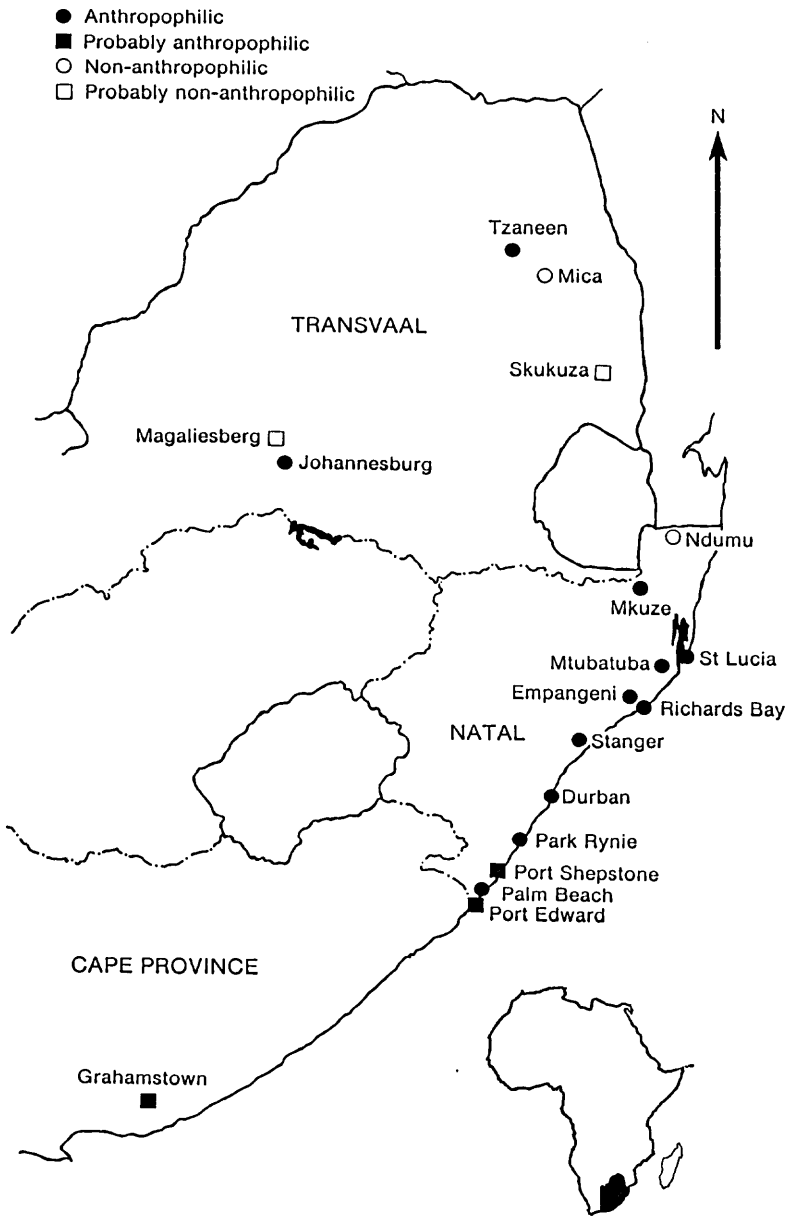 Anthropophilic
Probably anthropophilic
Non-anthropophilic
Probably non-anthropophilic
N
Tzaneen
Mica
TRANSVAAL
Skukuza
Magaliesberg
Johannesburg
Ndumu
Mkuze
Mtubatuba
St Lucia
Empangeni
Richards Bay
NATAL
Stanger
Durban
Park Rynie
Port Shepstone
Palm Beach
Port Edward
CAPE PROVINCE
Grahamstown